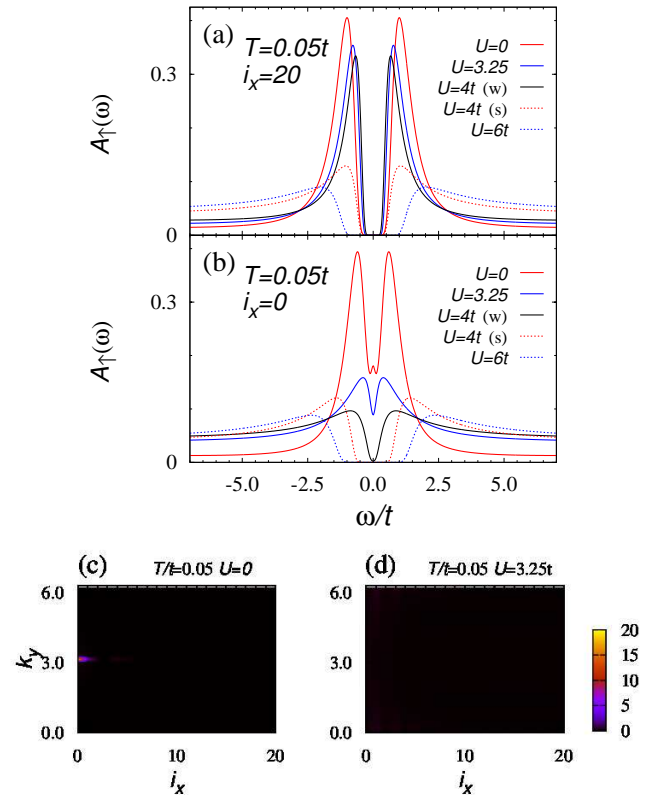 (a) T=0.05t
i_x=20
U=0
U=3.25
U=4t (w)
U=4t (s)
U=6t
0.3
A↑(ω)
0
(b) T=0.05t
i_x=0
U=0
U=3.25
U=4t (w)
U=4t (s)
U=6t
0.3
A↑(ω)
0
-5.0 -2.5 0.0 2.5 5.0
ω/t
(c) T/t=0.05 U=0
6.0
3.0
0.0
k_y
0 10 20
i_x
(d) T/t=0.05 U=3.25t
6.0
3.0
0.0
0 10 20
i_x
20
15
10
5
0